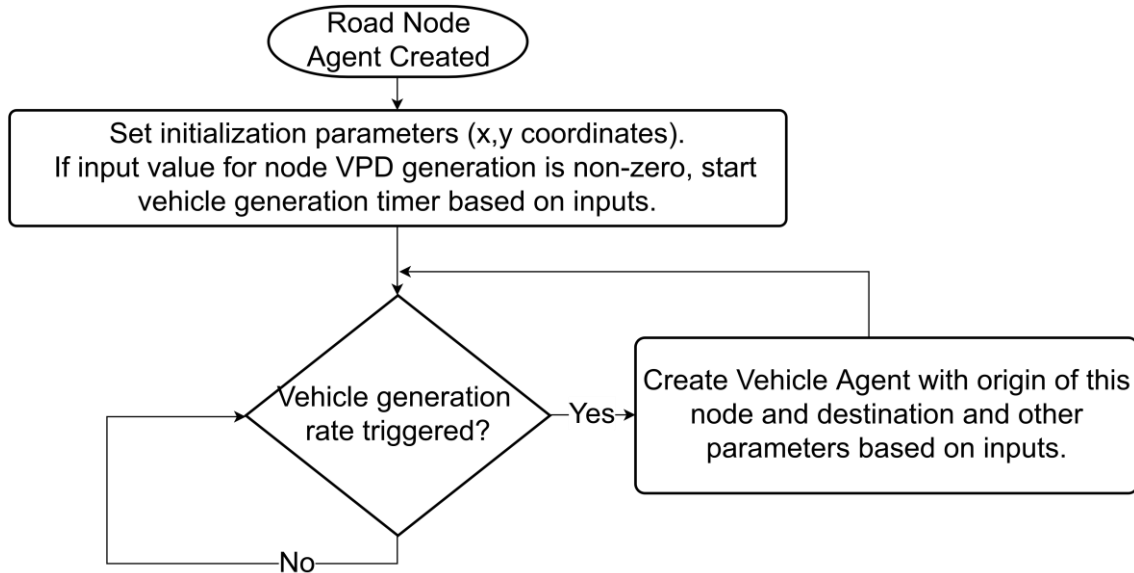 Road Node
Agent Created
Set initialization parameters (x,y coordinates).
If input value for node VPD generation is non-zero, start
vehicle generation timer based on inputs.
Vehicle generation
rate triggered?
Yes
Create Vehicle Agent with origin of this
node and destination and other
parameters based on inputs.
No